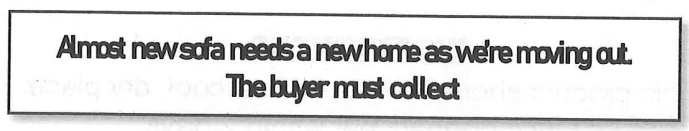 Almost new sofa needs a new home as we're moving out.
The buyer must collect